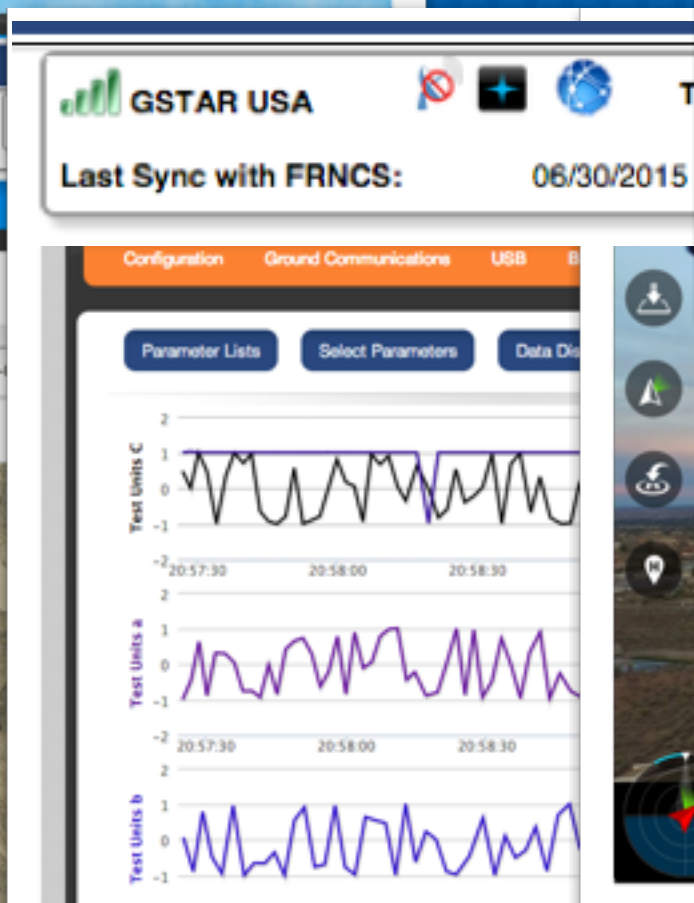 GSTAR USA
T
Last Sync with FRNCS: 06/30/2015
Configuration Ground Communications USB B
Parameter Lists Select Parameters Data Dis
Test Units C
2
1
0
-1
-2
20:57:30 20:58:00 20:58:30
Test Units a
2
1
0
-1
-2
20:57:30 20:58:00 20:58:30
Test Units b
2
1
0
-1
H